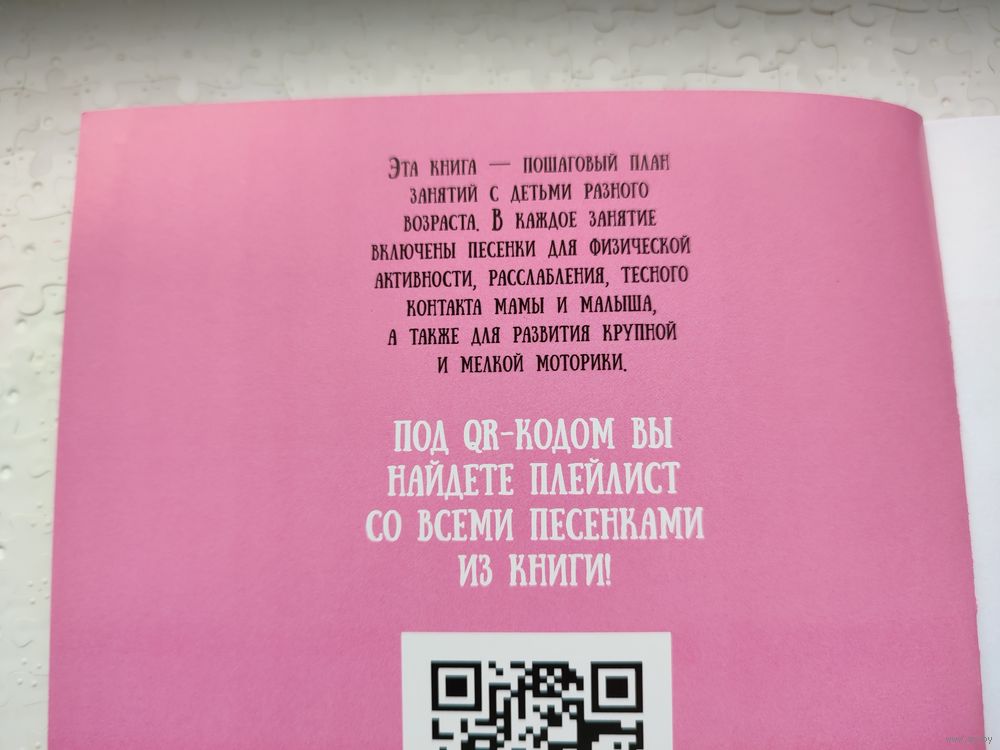 Эта книга — пошаговый план
занятий с детьми разного
возраста. В каждое занятие
включены песенки для физической
активности, расслабления, тесного
контакта мамы и малыша,
а также для развития крупной
и мелкой моторики.
ПОД QR-КОДОМ ВЫ
НАЙДЕТЕ ПЛЕЙЛИСТ
СО ВСЕМИ ПЕСЕНКАМИ
ИЗ КНИГИ!